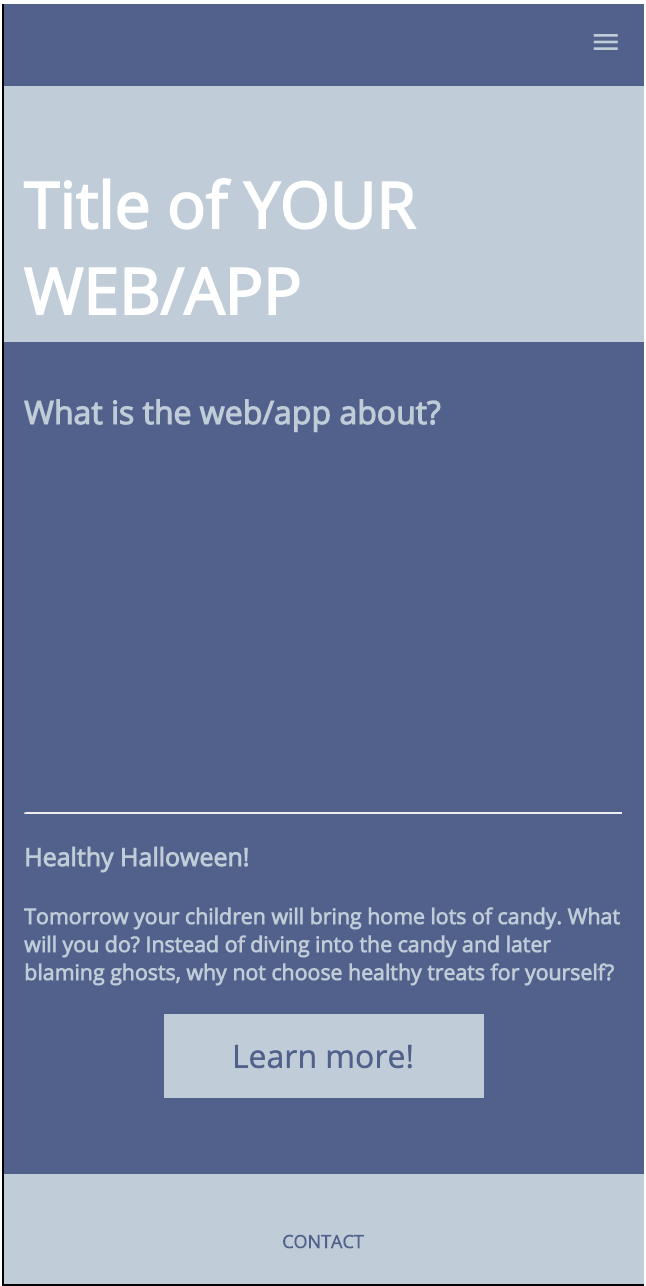 Title of YOUR
WEB/APP
What is the web/app about?
Healthy Halloween!
Tomorrow your children will bring home lots of candy. What
will you do? Instead of diving into the candy and later
blaming ghosts, why not choose healthy treats for yourself?
Learn more!
CONTACT